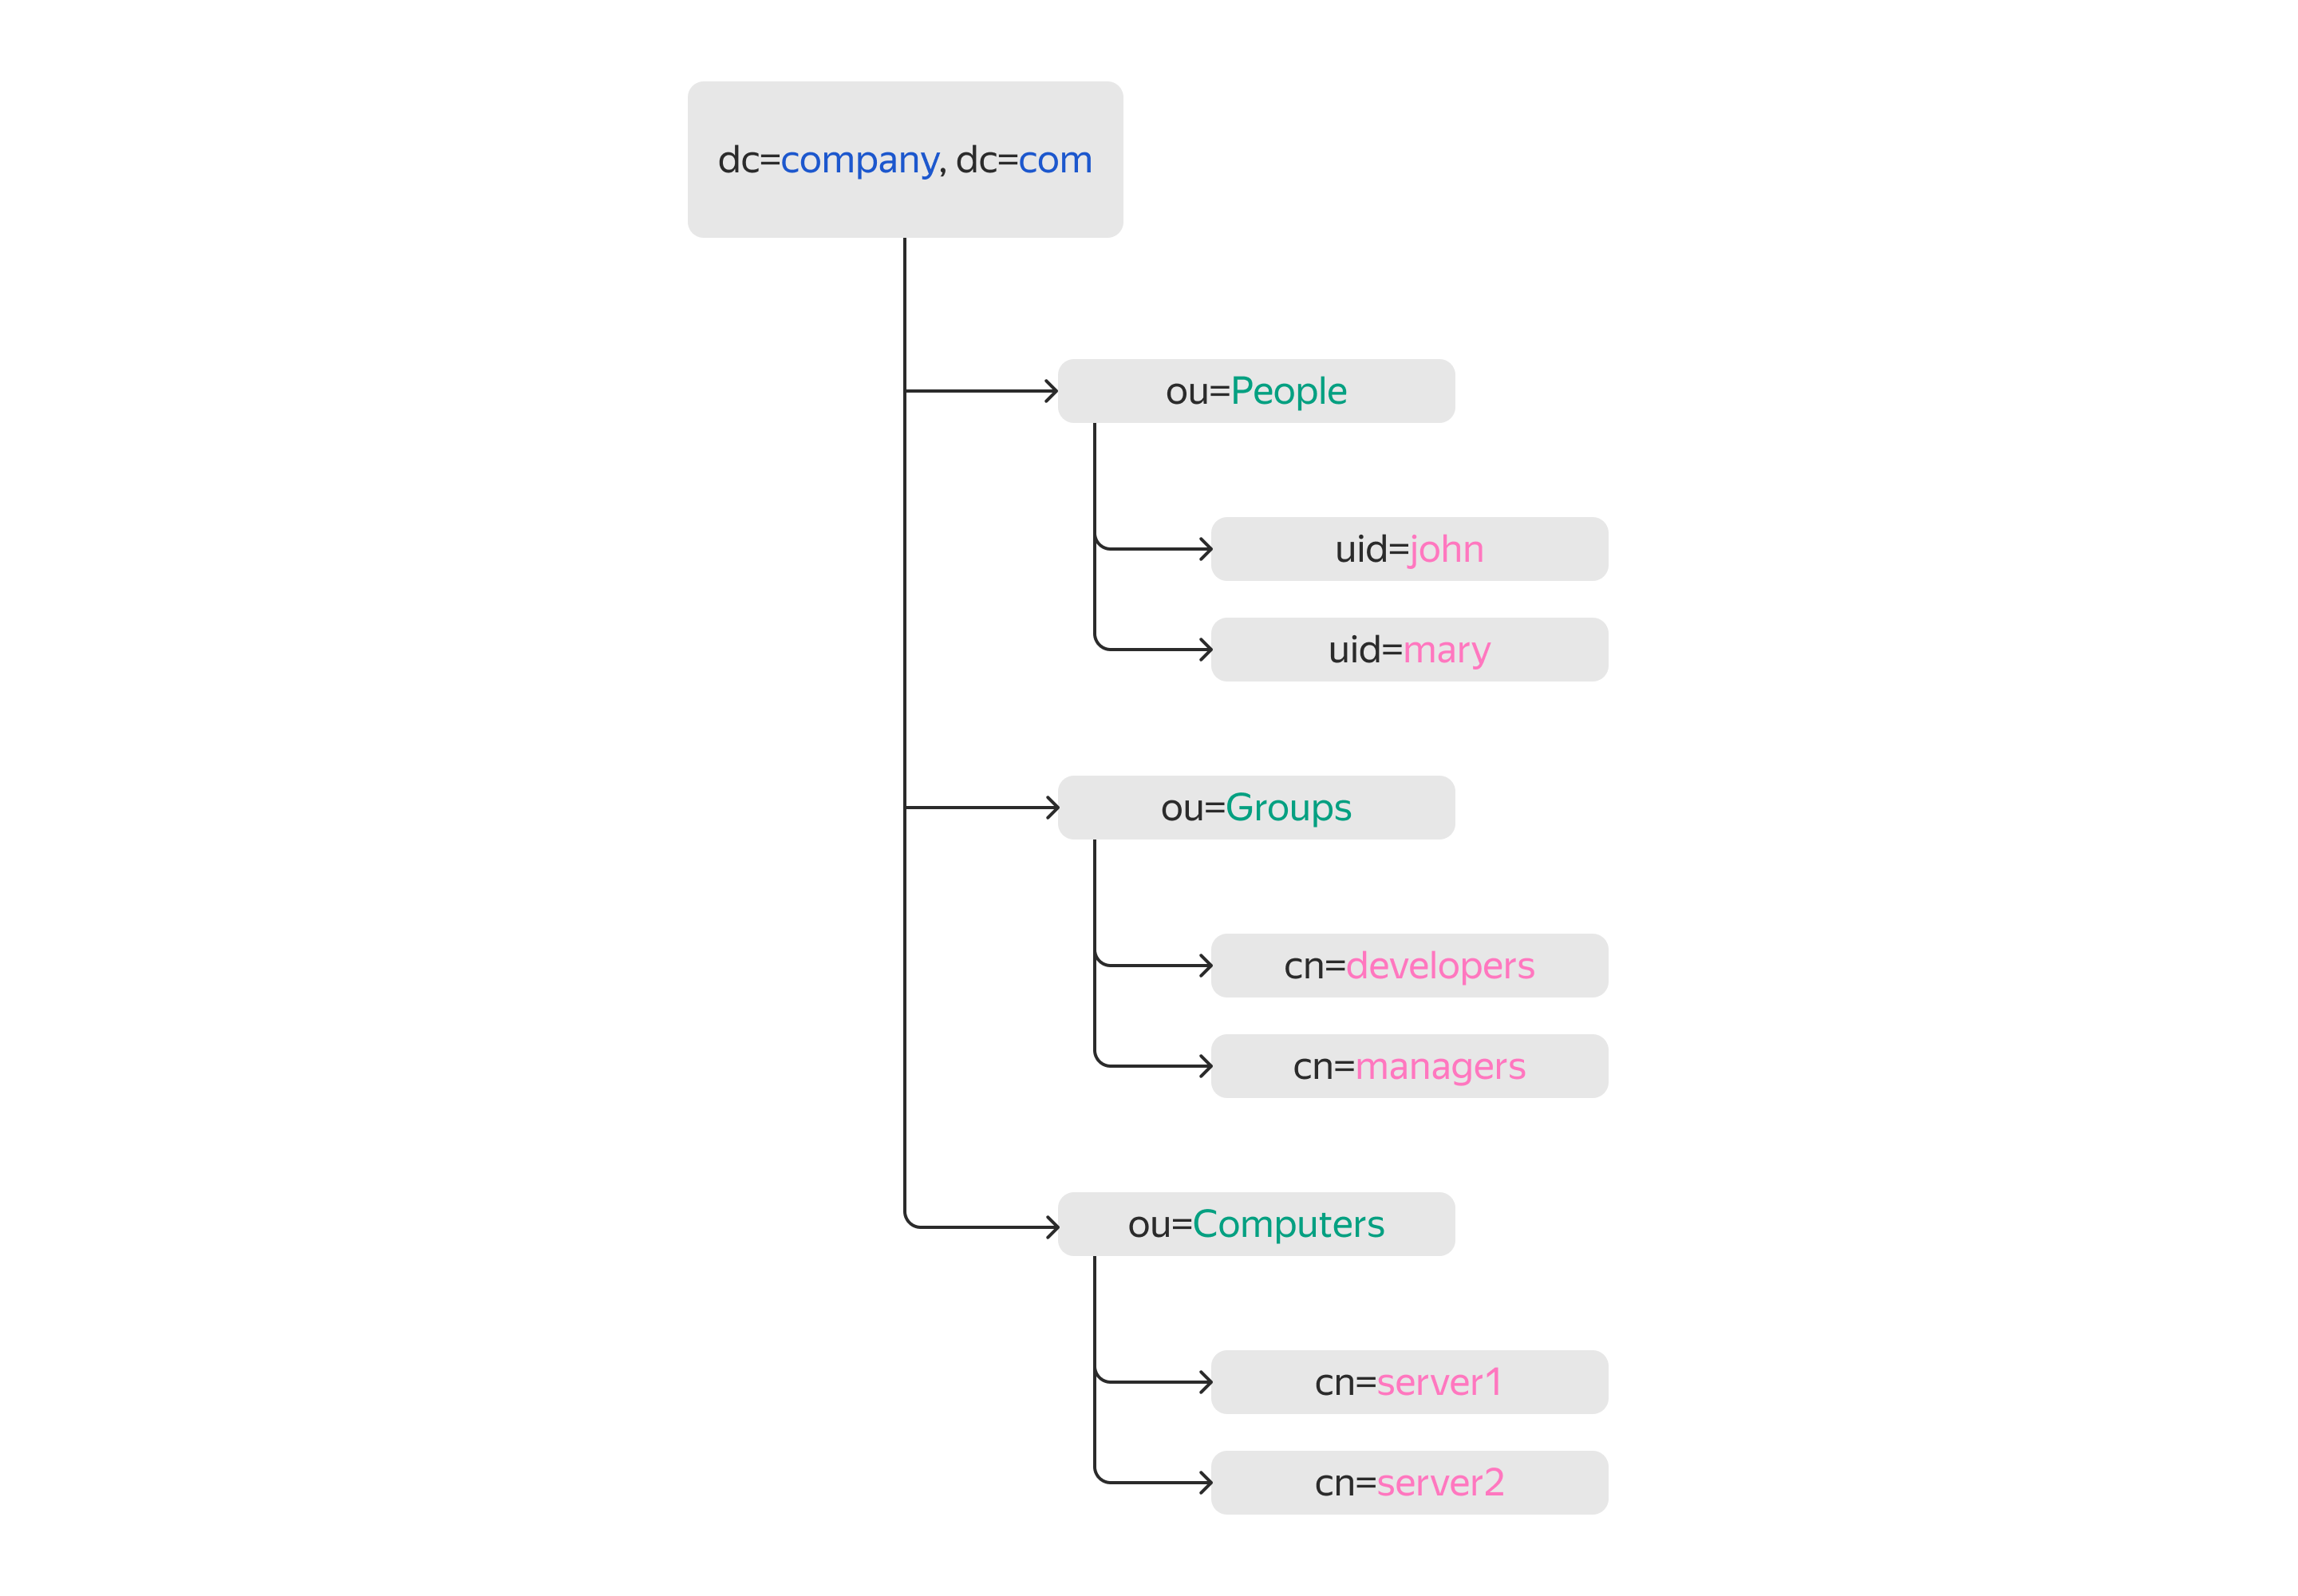 dc=company, dc=com
ou=People
uid=john
uid=mary
ou=Groups
cn=developers
cn=managers
ou=Computers
cn=server1
cn=server2